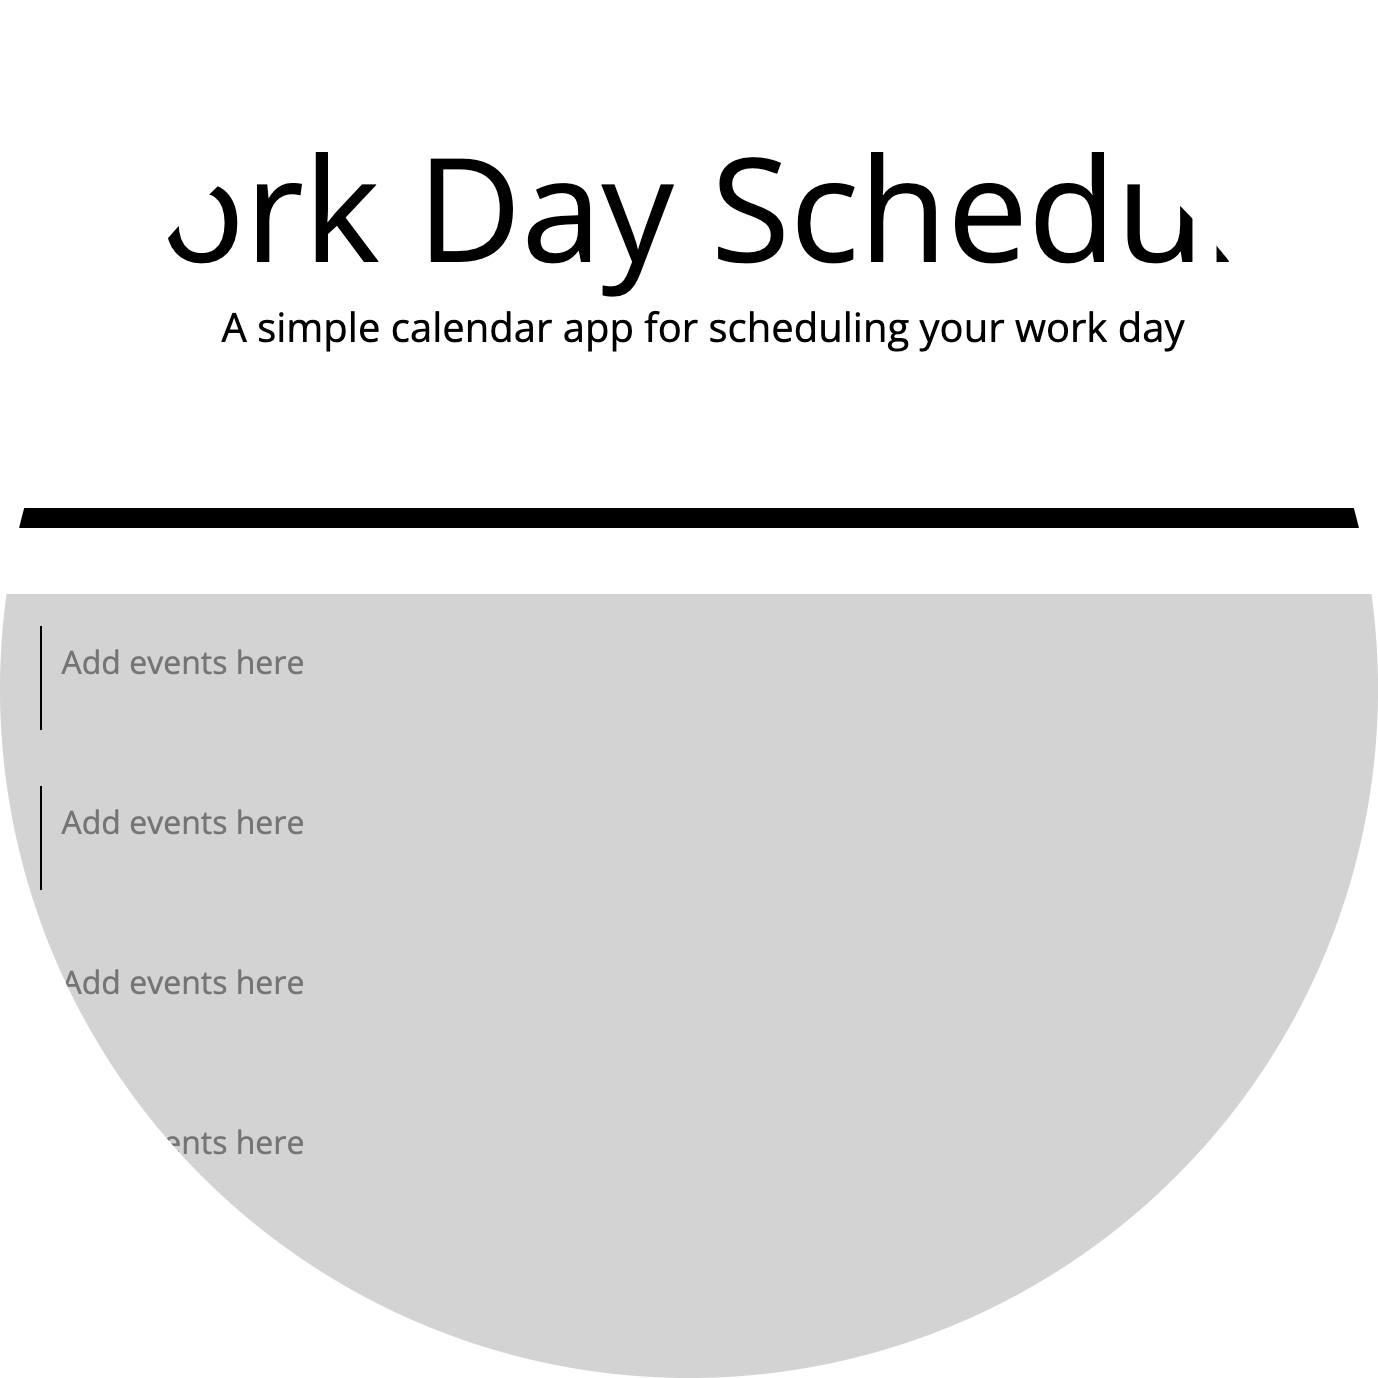 ork Day Schedu
A simple calendar app for scheduling your work day
Add events here
Add events here
Add events here
ents here